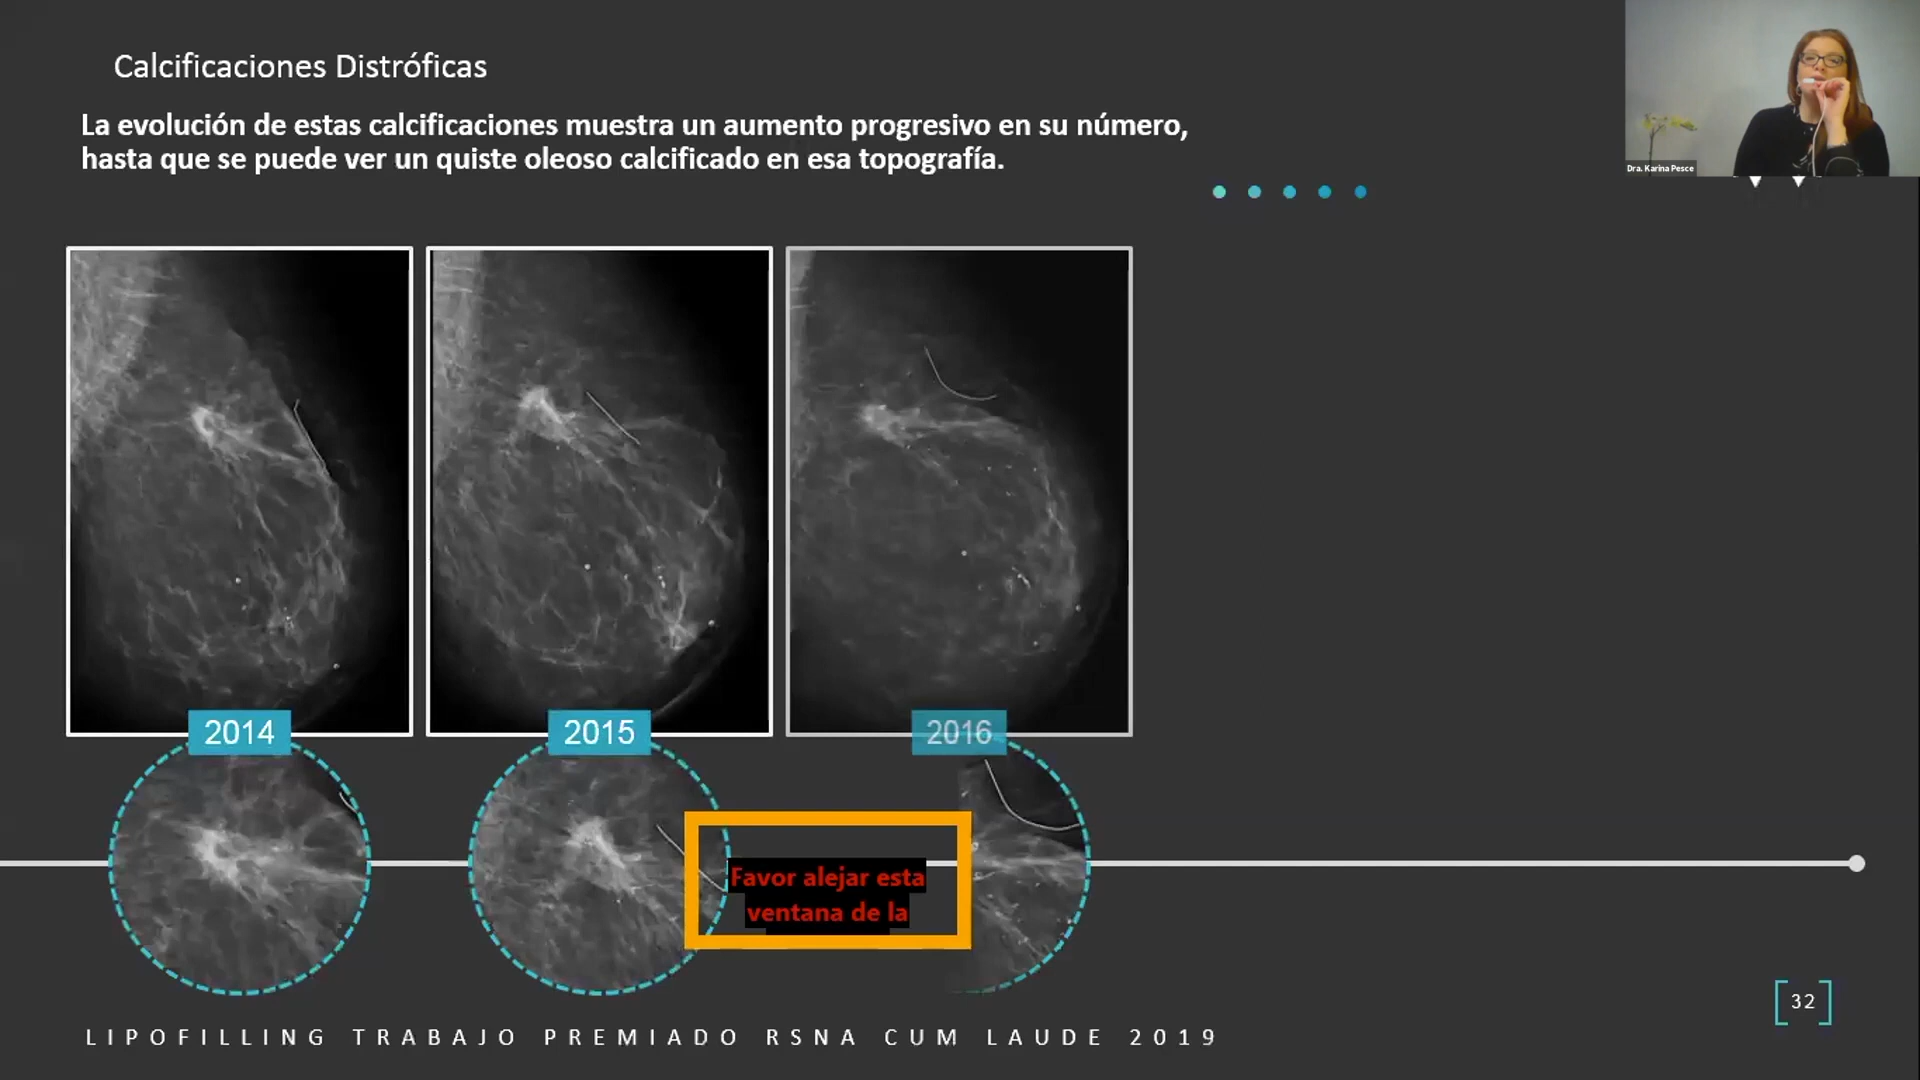 Calcificaciones Distróficas
La evolución de estas calcificaciones muestra un aumento progresivo en su número,
hasta que se puede ver un quiste oleoso calcificado en esa topografía.
Dra. Karina Pesce
2014
2015
2016
Favor alejar esta
ventana de la
32
LIPOFILLING TRABAJO PREMIADO RSNA CUM LAUDE 2019